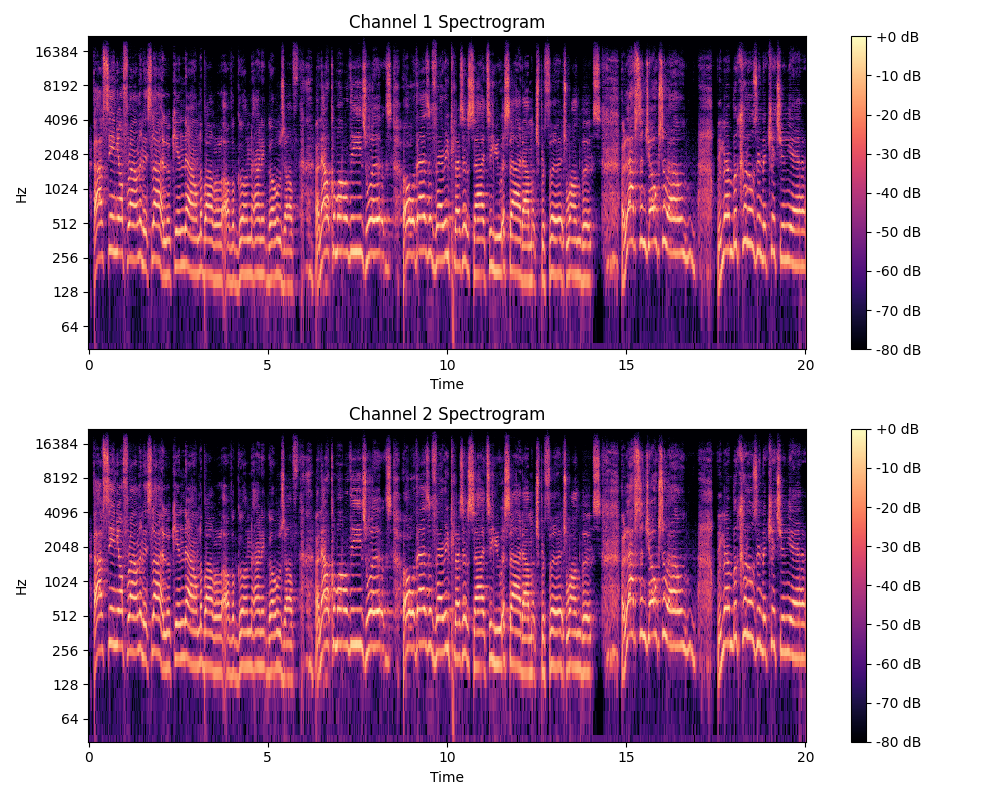 Channel 1 Spectrogram
16384
8192
4096
2048
1024
512
256
128
64
Hz
0 5 10 15 20
Time
+0 dB
-10 dB
-20 dB
-30 dB
-40 dB
-50 dB
-60 dB
-70 dB
-80 dB
Channel 2 Spectrogram
16384
8192
4096
2048
1024
512
256
128
64
Hz
0 5 10 15 20
Time
+0 dB
-10 dB
-20 dB
-30 dB
-40 dB
-50 dB
-60 dB
-70 dB
-80 dB